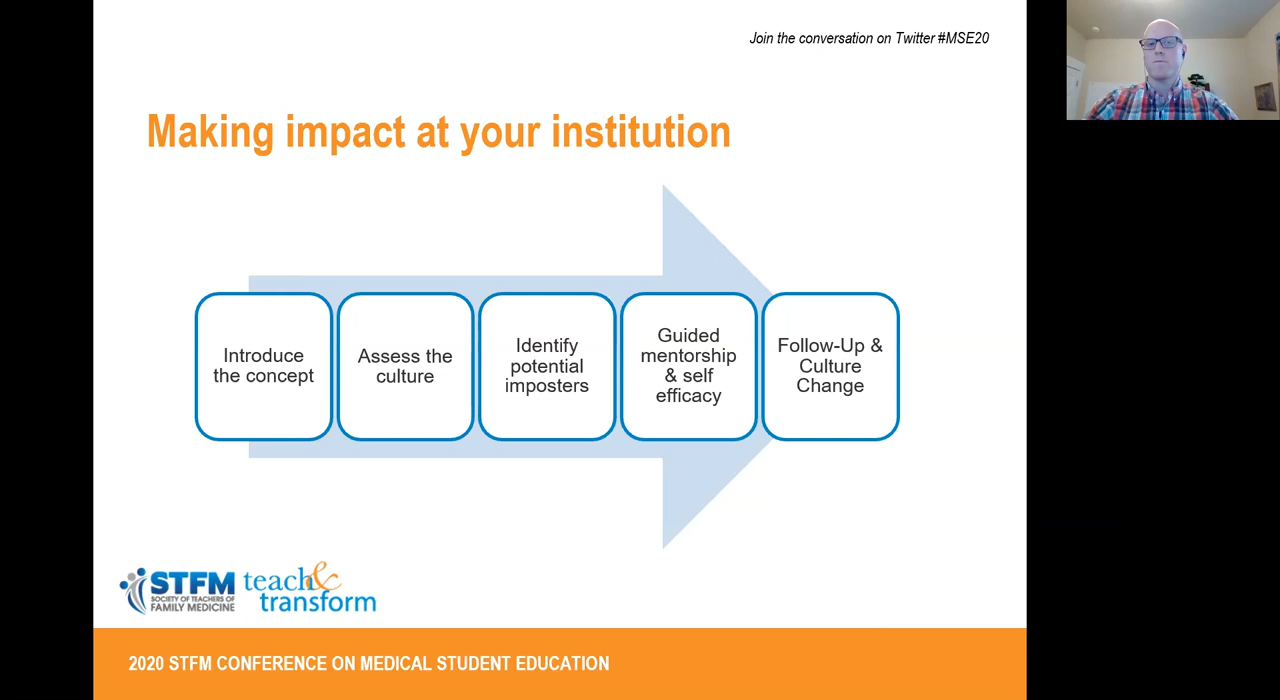 Join the conversation on Twitter #MSE20
Making impact at your institution
Introduce
the concept
Assess the
culture
Identify
potential
imposters
Guided
mentorship
& self
efficacy
Follow-Up &
Culture
Change
STFM
SOCIETY OF TEACHERS OF
FAMILY MEDICINE
teach&
transform
2020 STFM CONFERENCE ON MEDICAL STUDENT EDUCATION